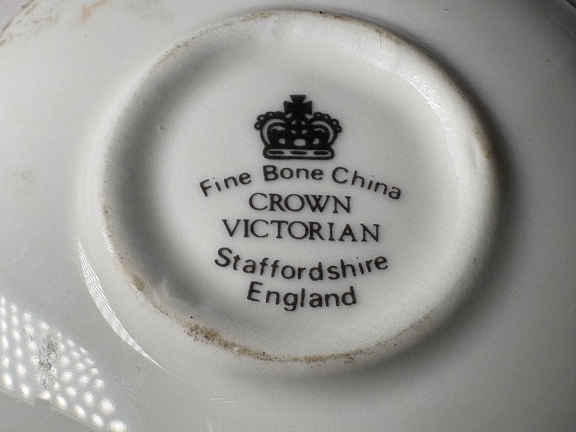 Fine Bone China
CROWN
VICTORIAN
Staffordshire
England